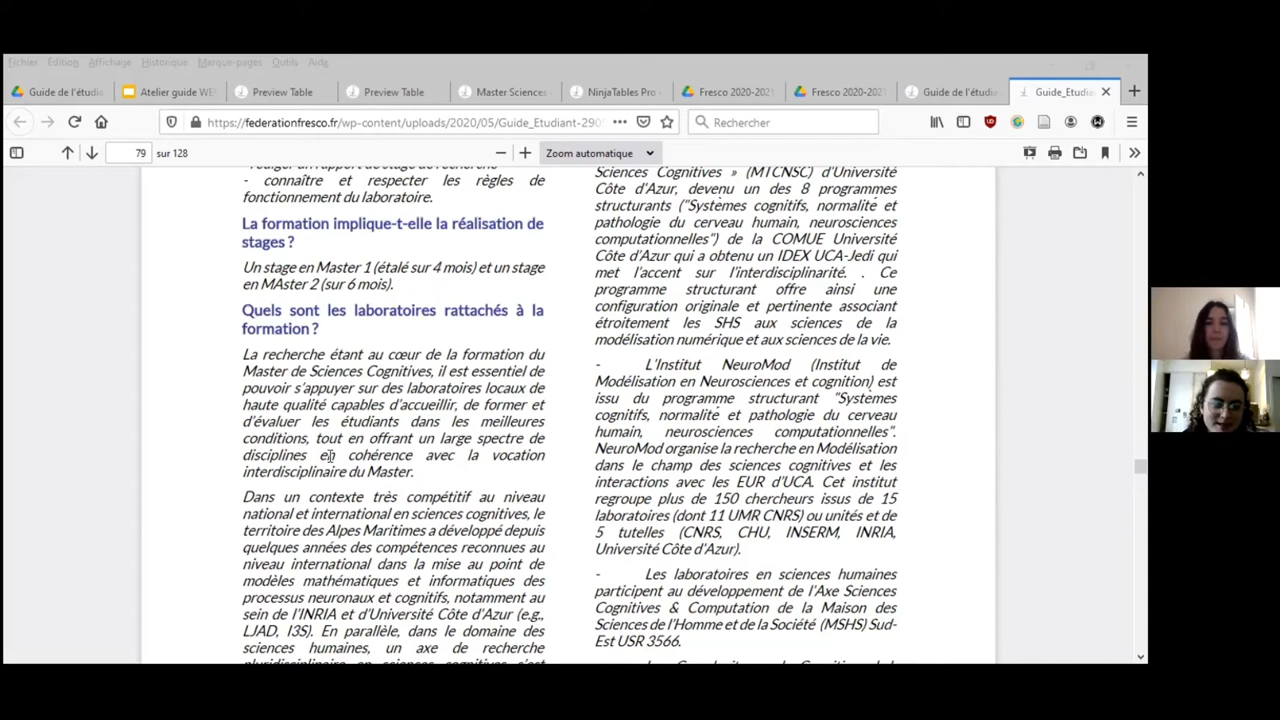 Fichier Édition Affichage Historique Marque-pages Outils Aide
Guide de l'étudia
Atelier guide WE
Preview Table
Preview Table
Master Sciences
NinjaTables Pro
Fresco 2020-2021
Fresco 2020-2021
Guide de l'étudia
Guide_Etudian
https://federationfresco.fr/wp-content/uploads/2020/05/Guide_Etudiant-290
Rechercher
79 sur 128
Zoom automatique
- rédiger un rapport de stage de recherche
- connaître et respecter les règles de
fonctionnement du laboratoire.
La formation implique-t-elle la réalisation de
stages ?
Un stage en Master 1 (étalé sur 4 mois) et un stage
en MAster 2 (sur 6 mois).
Quels sont les laboratoires rattachés à la
formation ?
La recherche étant au cœur de la formation du
Master de Sciences Cognitives, il est essentiel de
pouvoir s'appuyer sur des laboratoires locaux de
haute qualité capables d'accueillir, de former et
d'évaluer les étudiants dans les meilleures
conditions, tout en offrant un large spectre de
disciplines en cohérence avec la vocation
interdisciplinaire du Master.
Dans un contexte très compétitif au niveau
national et international en sciences cognitives, le
territoire des Alpes Maritimes a développé depuis
quelques années des compétences reconnues au
niveau international dans la mise au point de
modèles mathématiques et informatiques des
processus neuronaux et cognitifs, notamment au
sein de l'INRIA et d'Université Côte d'Azur (e.g.,
LJAD, I3S). En parallèle, dans le domaine des
sciences humaines, un axe de recherche
pluridisciplinaire en sciences cognitives s'est
Sciences Cognitives » (MTCNSC) d'Université
Côte d'Azur, devenu un des 8 programmes
structurants ("Systèmes cognitifs, normalité et
pathologie du cerveau humain, neurosciences
computationnelles") de la COMUE Université
Côte d'Azur qui a obtenu un IDEX UCA-Jedi qui
met l'accent sur l'interdisciplinarité. . Ce
programme structurant offre ainsi une
configuration originale et pertinente associant
étroitement les SHS aux sciences de la
modélisation numérique et aux sciences de la vie.
- L'Institut NeuroMod (Institut de
Modélisation en Neurosciences et cognition) est
issu du programme structurant "Systèmes
cognitifs, normalité et pathologie du cerveau
humain, neurosciences computationnelles".
NeuroMod organise la recherche en Modélisation
dans le champ des sciences cognitives et les
interactions avec les EUR d'UCA. Cet institut
regroupe plus de 150 chercheurs issus de 15
laboratoires (dont 11 UMR CNRS) ou unités et de
5 tutelles (CNRS, CHU, INSERM, INRIA,
Université Côte d'Azur).
- Les laboratoires en sciences humaines
participent au développement de l'Axe Sciences
Cognitives & Computation de la Maison des
Sciences de l'Homme et de la Société (MSHS) Sud-
Est USR 3566.